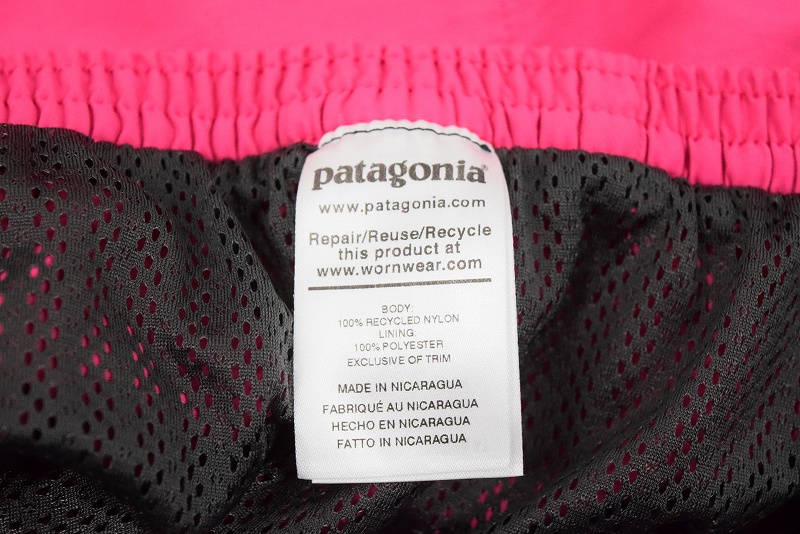 patagonia®
www.patagonia.com
Repair/Reuse/Recycle
this product at
www.wornwear.com
BODY:
100% RECYCLED NYLON
LINING:
100% POLYESTER
EXCLUSIVE OF TRIM
MADE IN NICARAGUA
FABRIQUÉ AU NICARAGUA
HECHO EN NICARAGUA
FATTO IN NICARAGUA